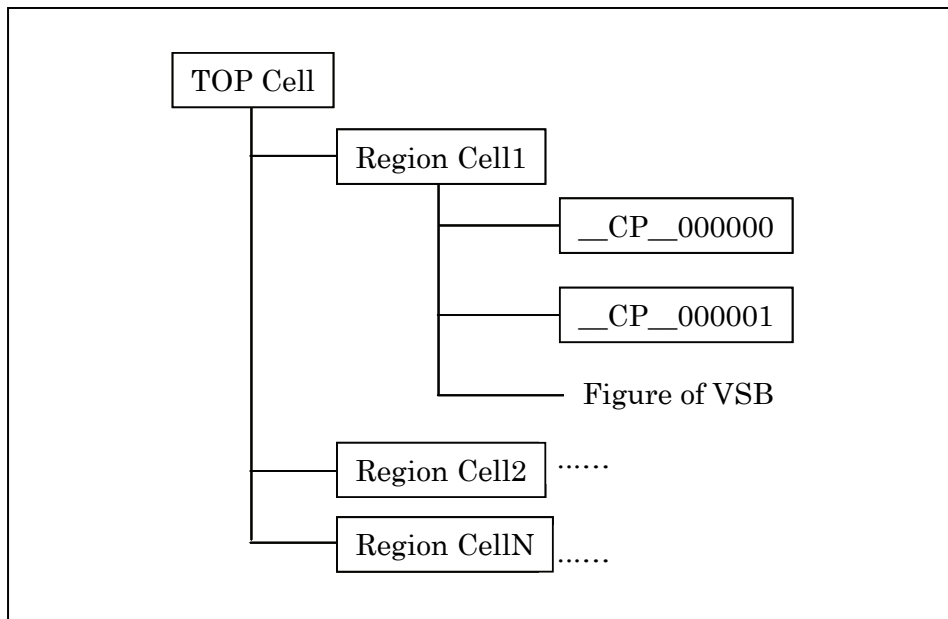 TOP Cell
Region Cell1
__CP__000000
__CP__000001
Figure of VSB
Region Cell2 ......
Region CellN ......